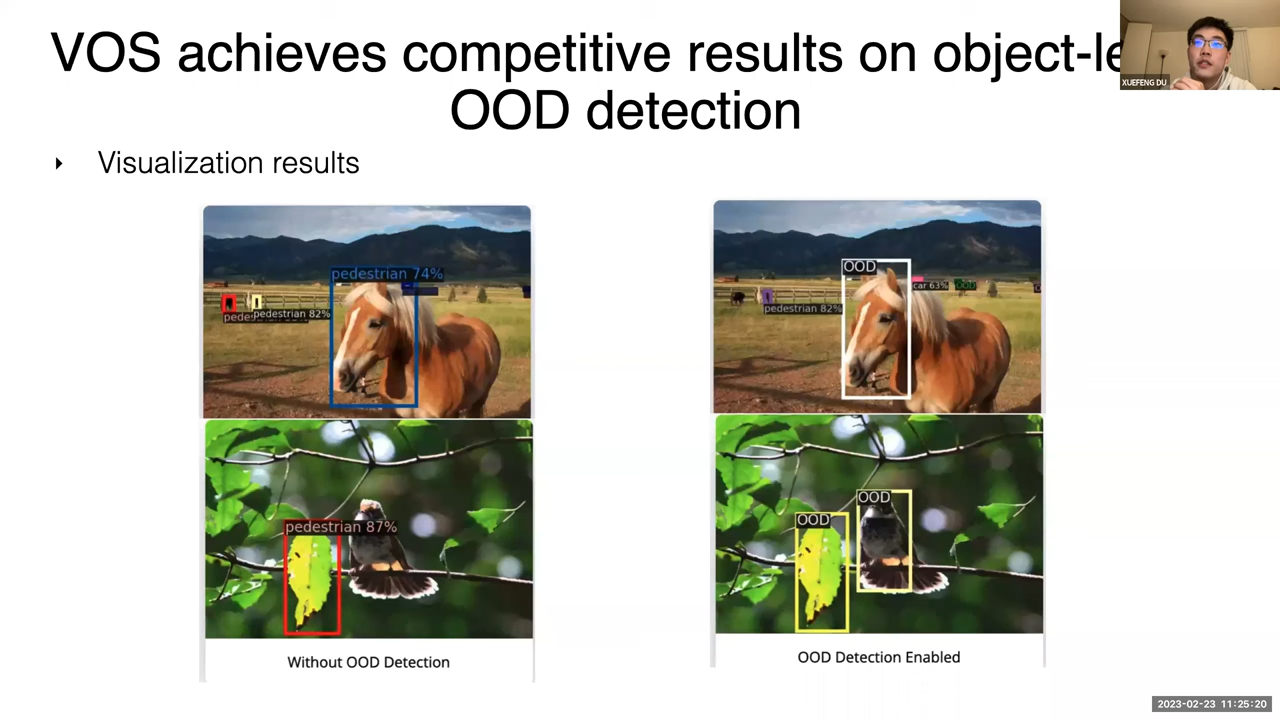 VOS achieves competitive results on object-le
OOD detection
XUEFENG DU
‣ Visualization results
pedestrian 74%
pedestrian 82%
OOD
car 63%
OOD
pedestrian 82%
pedestrian 87%
OOD
OOD
Without OOD Detection
OOD Detection Enabled
2023-02-23 11:25:20